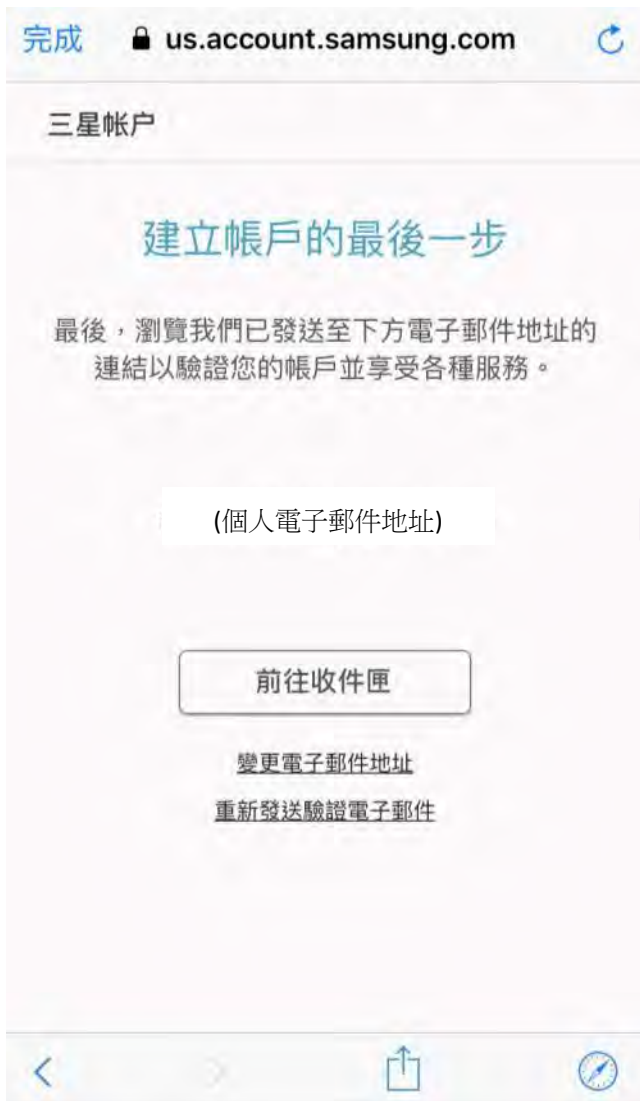 完成 us.account.samsung.com
三星帐户
建立帳戶的最後一步
最後，瀏覽我們已發送至下方電子郵件地址的
連結以驗證您的帳戶並享受各種服務。
(個人電子郵件地址)
前往收件匣
變更電子郵件地址
重新發送驗證電子郵件